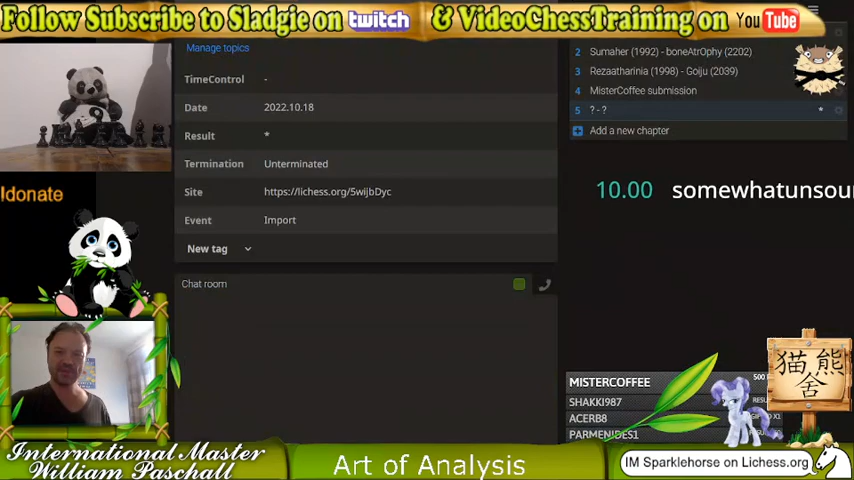 Follow Subscribe to Sladgie on twitch & VideoChessTraining on YouTube
Manage topics
TimeControl -
Date 2022.10.18
Result *
Termination Unterminated
Site https://lichess.org/5wijbDyc
Event Import
New tag
Chat room
2 Sumaher (1992) - boneAtrOphy (2202)
3 Rezaatharinia (1998) - Goiju (2039)
4 MisterCoffee submission
5 ? - ? *
Add a new chapter
10.00 somewhatunsou
!donate
MISTERCOFFEE 500
SHAKKI987
ACERB8
PARMENIDES1
猫熊
舍
International Master
William Paschall
Art of Analysis
IM Sparklehorse on Lichess.org